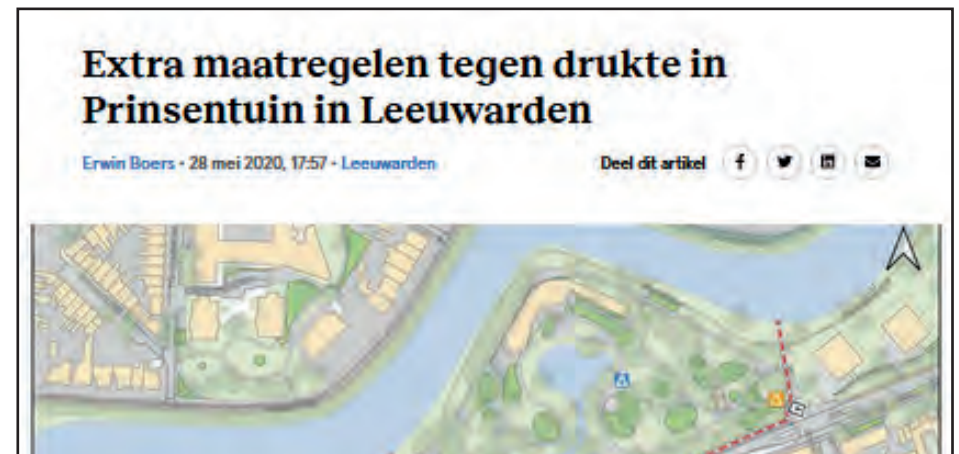 Extra maatregelen tegen drukte in
Prinsentuin in Leeuwarden
Erwin Boers • 28 mei 2020, 17:57 • Leeuwarden
Deel dit artikel